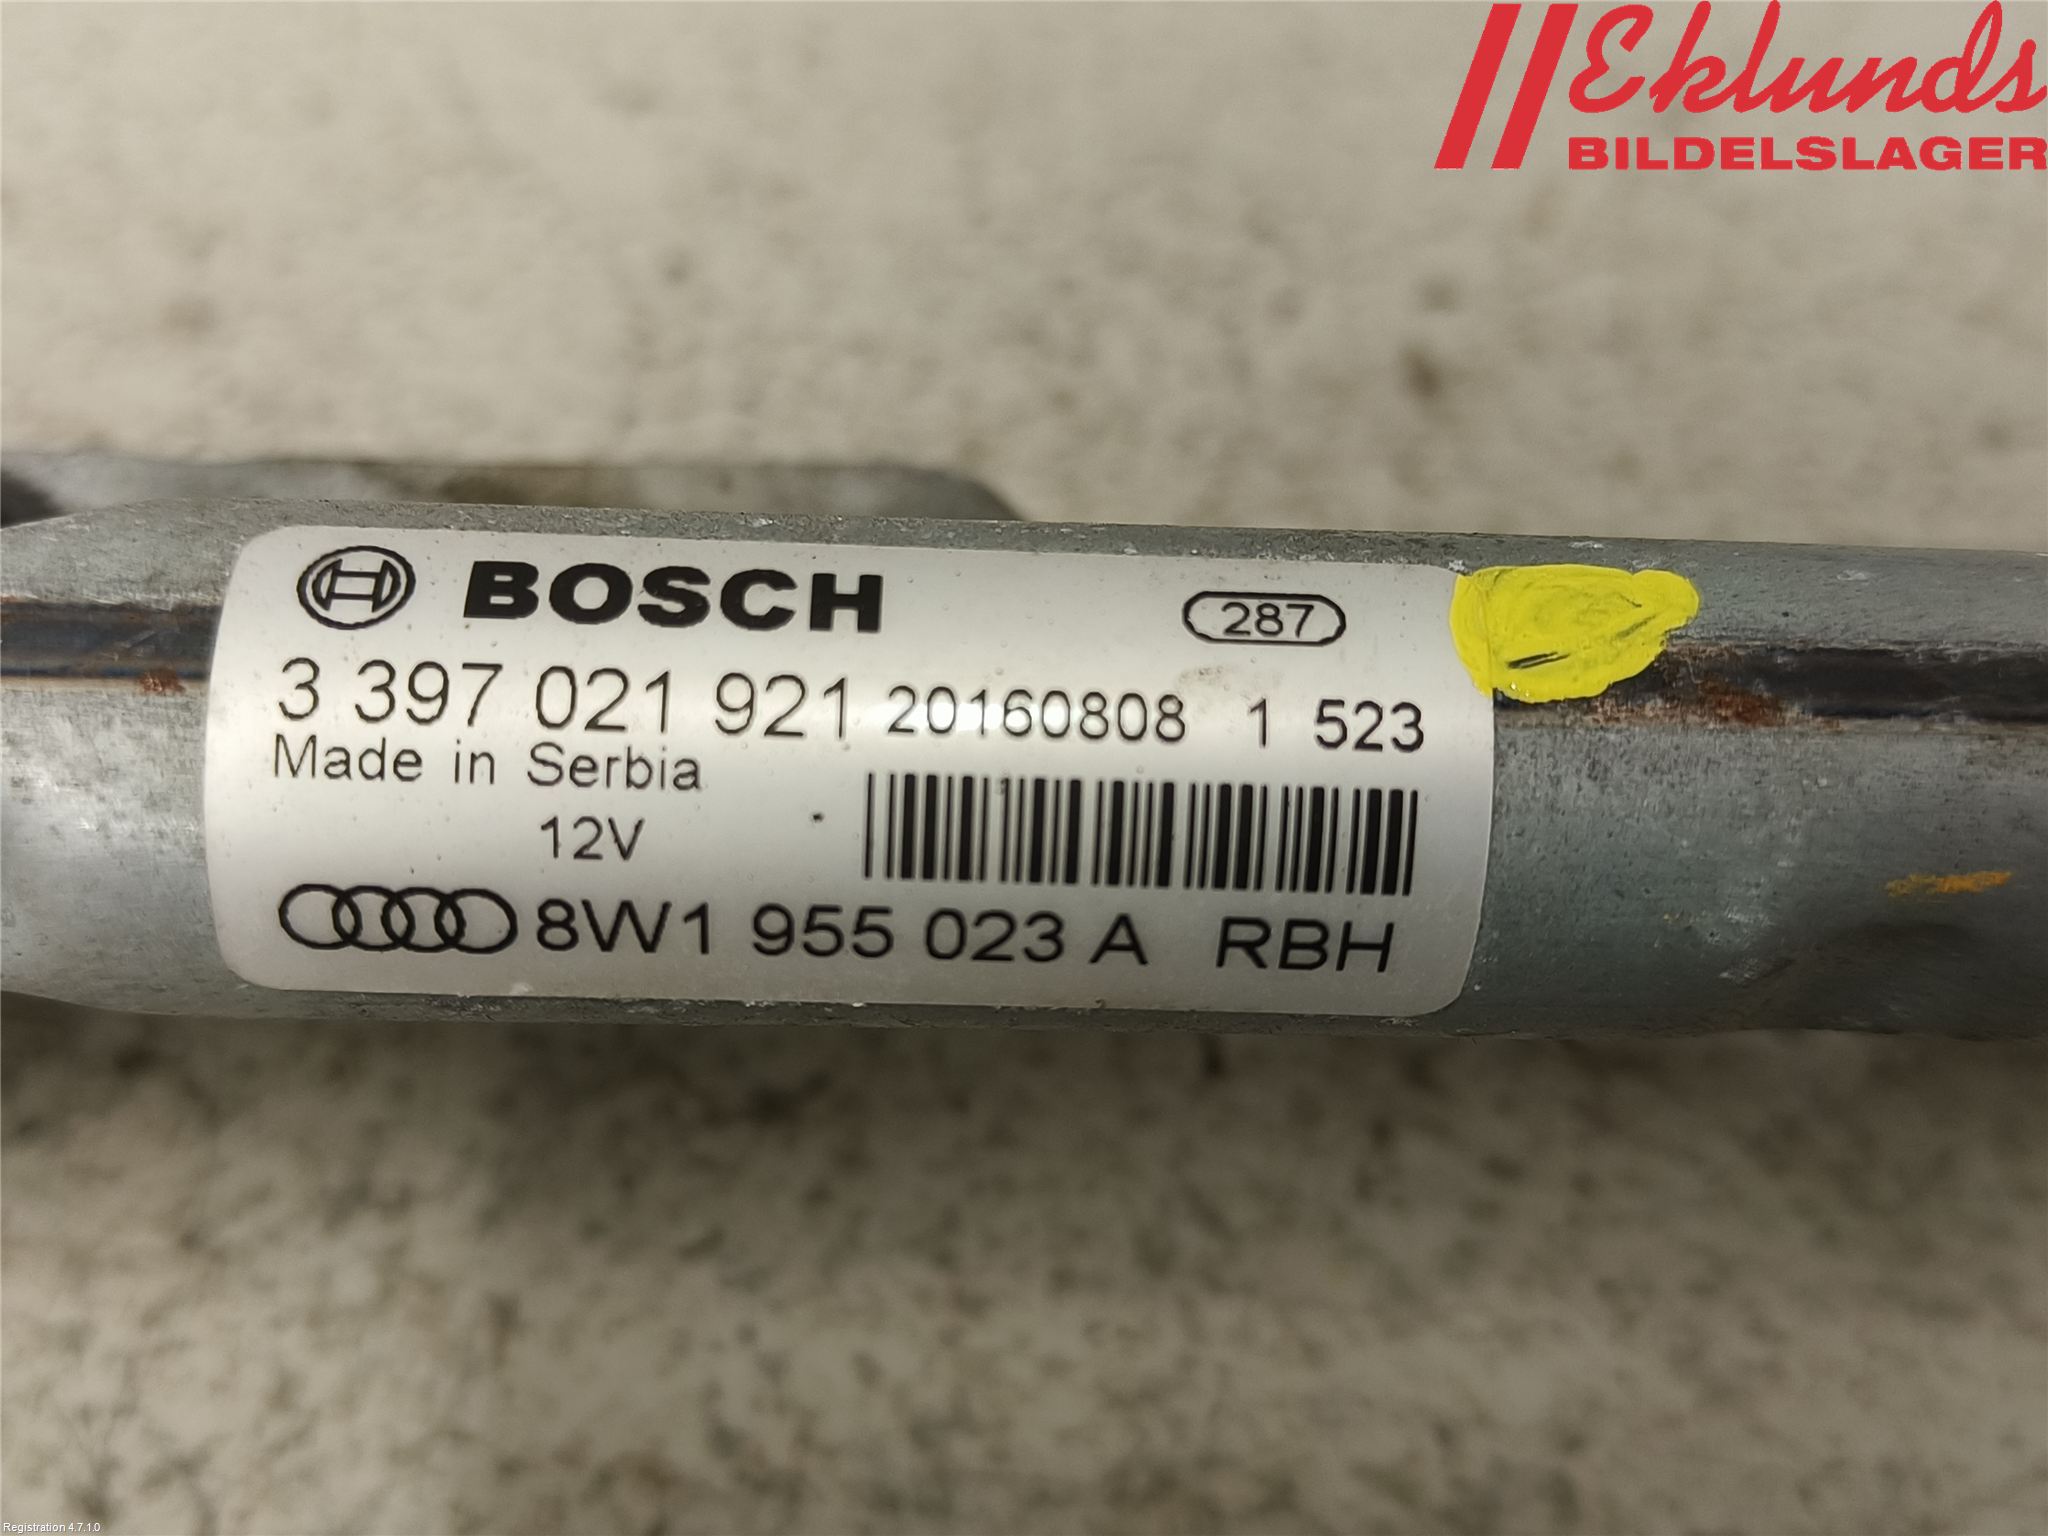 Eklunds
BILDELSLAGER
BOSCH 287
3 397 021 921 20160808 1 523
Made in Serbia
12V
8W1 955 023 A RBH
Registration 4.7.1.0